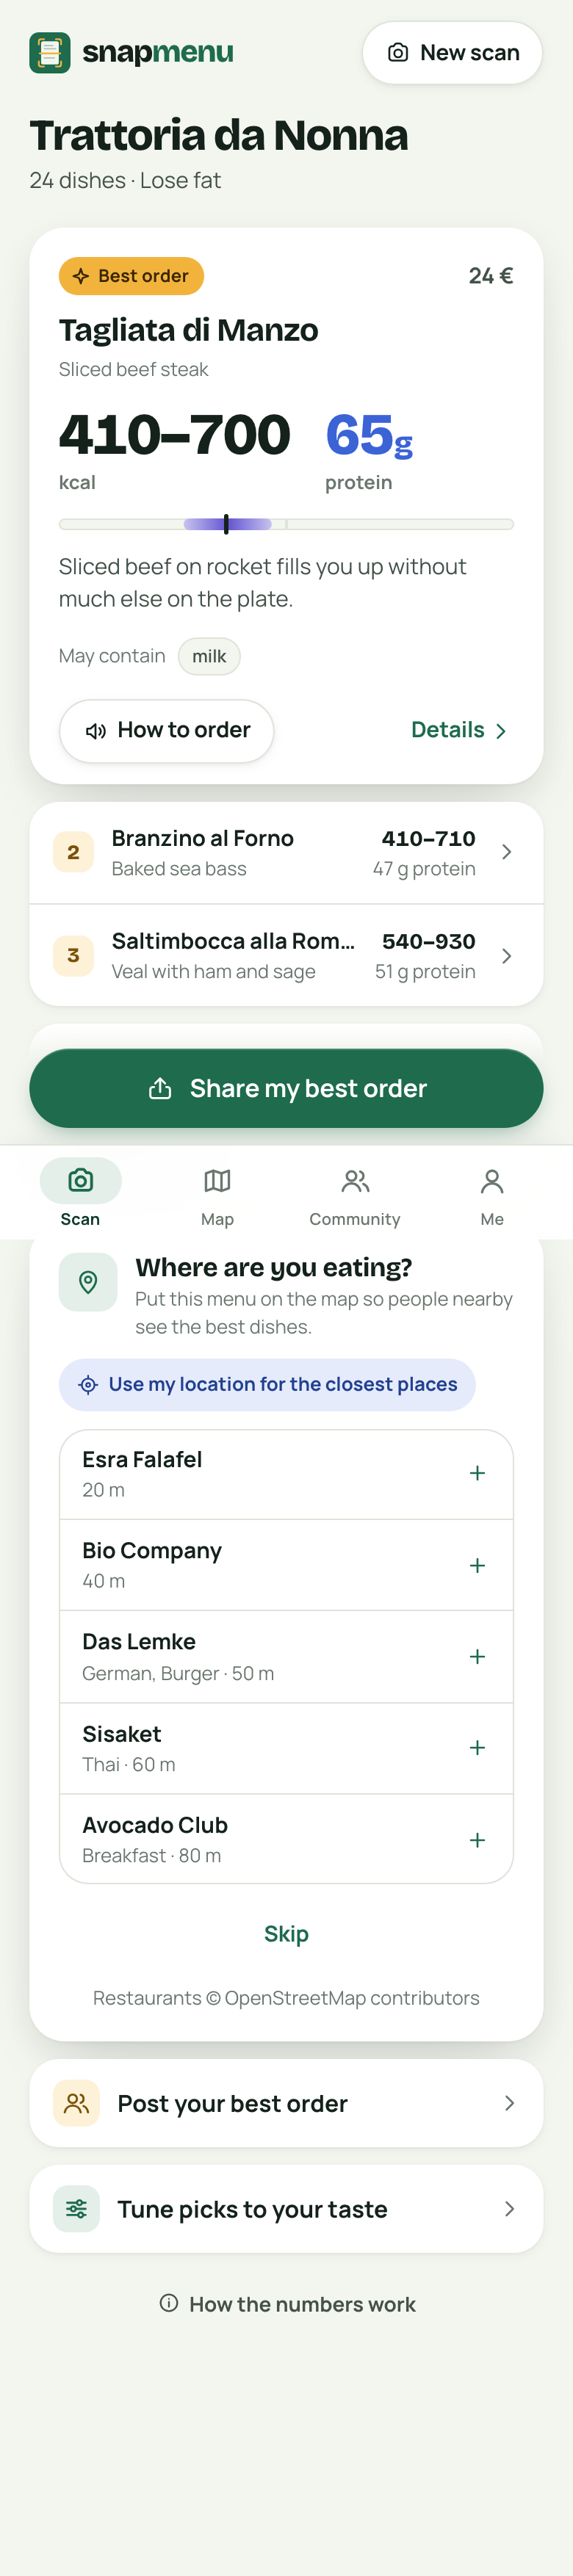 snapmenu
New scan
Trattoria da Nonna
24 dishes · Lose fat
Best order
24 €
Tagliata di Manzo
Sliced beef steak
410–700
65g
kcal
protein
Sliced beef on rocket fills you up without
much else on the plate.
May contain milk
How to order
Details
2
Branzino al Forno
410–710
Baked sea bass
47 g protein
3
Saltimbocca alla Rom...
540–930
Veal with ham and sage
51 g protein
Share my best order
Scan
Map
Community
Me
Where are you eating?
Put this menu on the map so people nearby
see the best dishes.
Use my location for the closest places
Esra Falafel
20 m
Bio Company
40 m
Das Lemke
German, Burger · 50 m
Sisaket
Thai · 60 m
Avocado Club
Breakfast · 80 m
Skip
Restaurants © OpenStreetMap contributors
Post your best order
Tune picks to your taste
How the numbers work